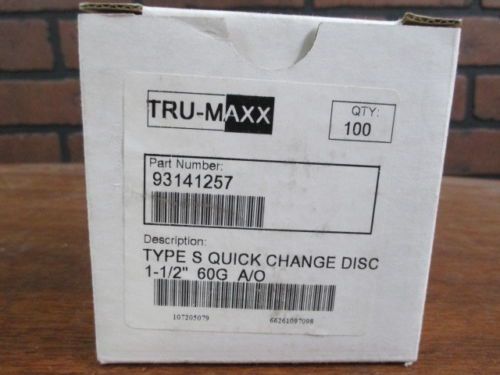 TRU-MAXX
QTY:
100
Part Number:
93141257
Description:
TYPE S QUICK CHANGE DISC
1-1/2" 60G A/O
107205079 66261097098